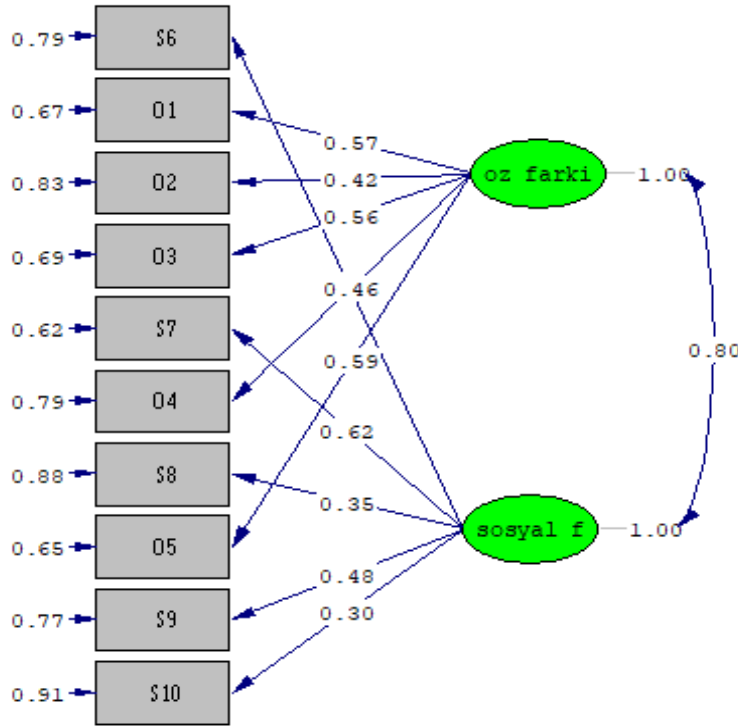 0.79 S6
0.67 O1
0.83 O2
0.69 O3
0.62 S7
0.79 O4
0.88 S8
0.65 O5
0.77 S9
0.91 S10
0.57
0.42
0.56
0.46
0.59
0.62
0.35
0.48
0.30
oz farki 1.00
0.80
sosyal f 1.00